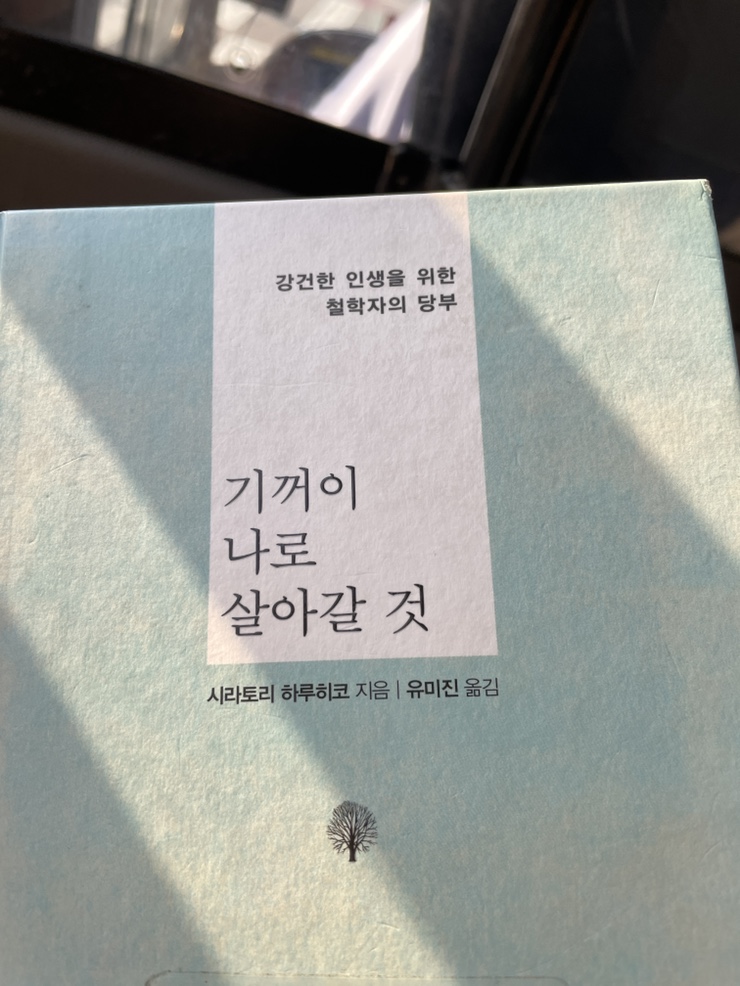 강건한 인생을 위한
철학자의 당부
기꺼이
나로
살아갈 것
시라토리 하루히코 지음 | 유미진 옮김